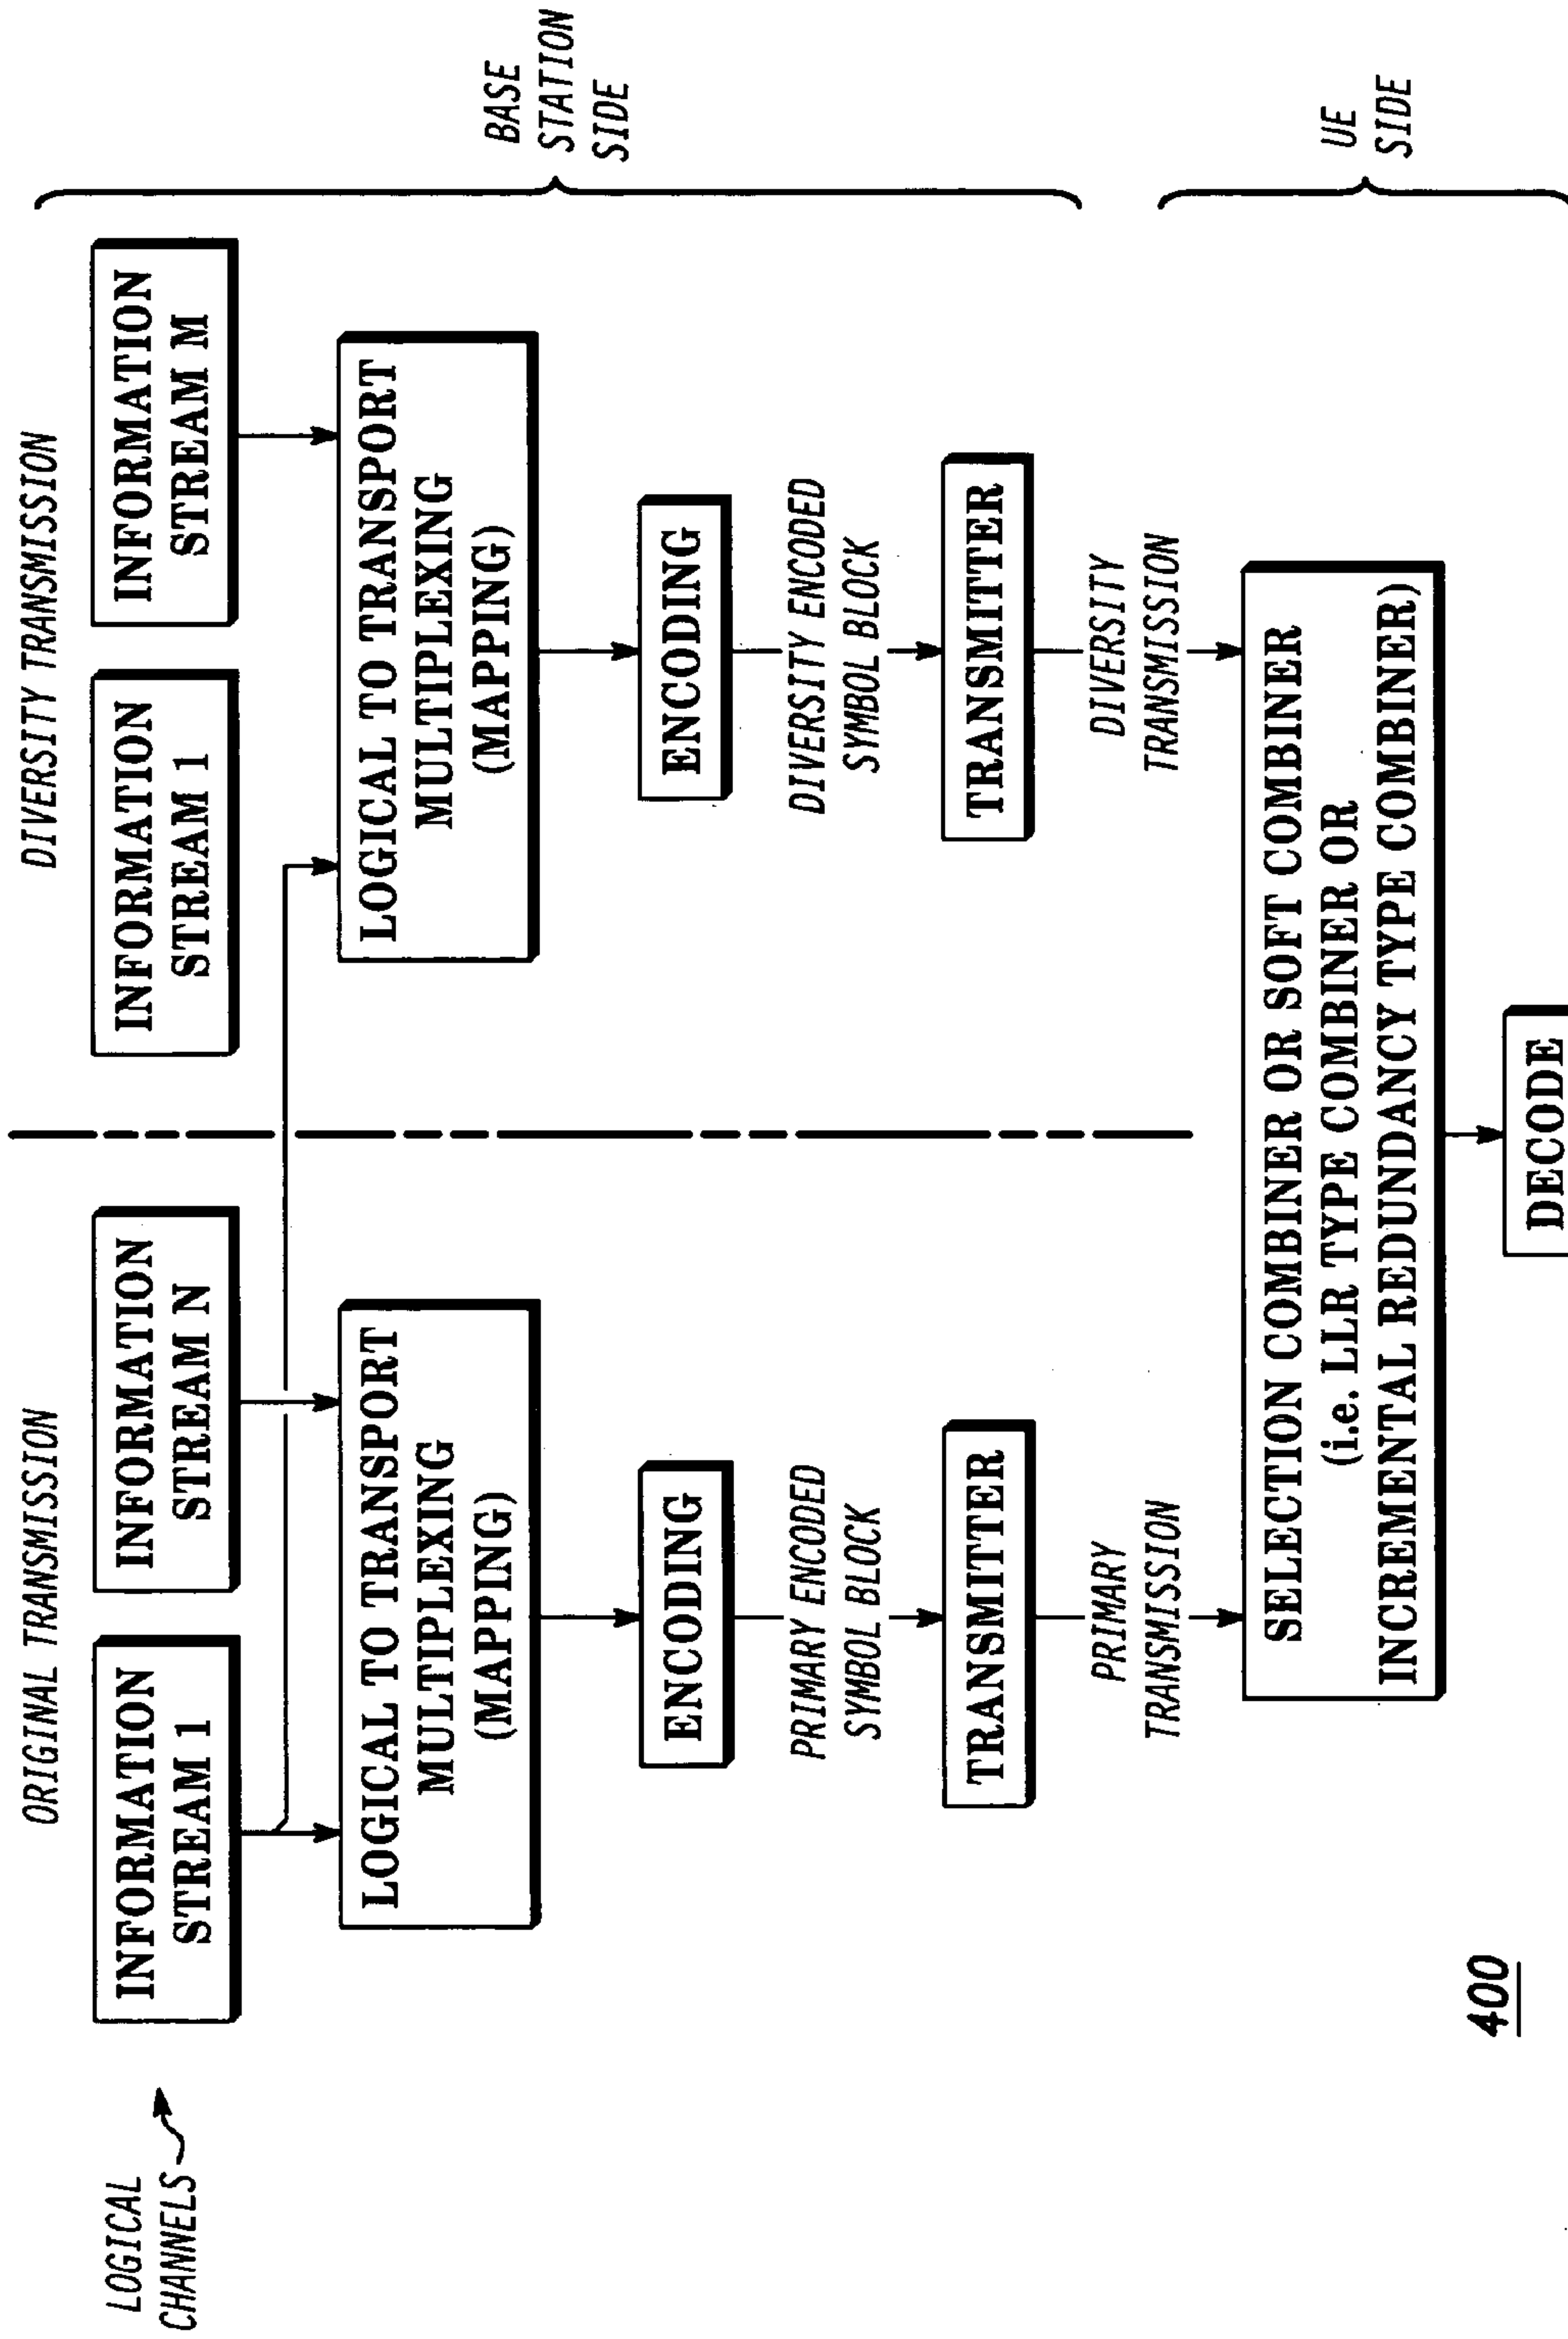 ORIGINAL TRANSMISSION
DIVERSITY TRANSMISSION
LOGICAL
CHANNELS
INFORMATION
STREAM 1
INFORMATION
STREAM N
INFORMATION
STREAM 1
INFORMATION
STREAM M
LOGICAL TO TRANSPORT
MULTIPLEXING
(MAPPING)
LOGICAL TO TRANSPORT
MULTIPLEXING
(MAPPING)
BASE
STATION
SIDE
ENCODING
ENCODING
PRIMARY ENCODED
SYMBOL BLOCK
DIVERSITY ENCODED
SYMBOL BLOCK
TRANSMITTER
TRANSMITTER
PRIMARY
TRANSMISSION
DIVERSITY
TRANSMISSION
SELECTION COMBINER OR SOFT COMBINER
(i.e. LLR TYPE COMBINER OR
INCREMENTAL REDUNDANCY TYPE COMBINER)
UE
SIDE
DECODE
400